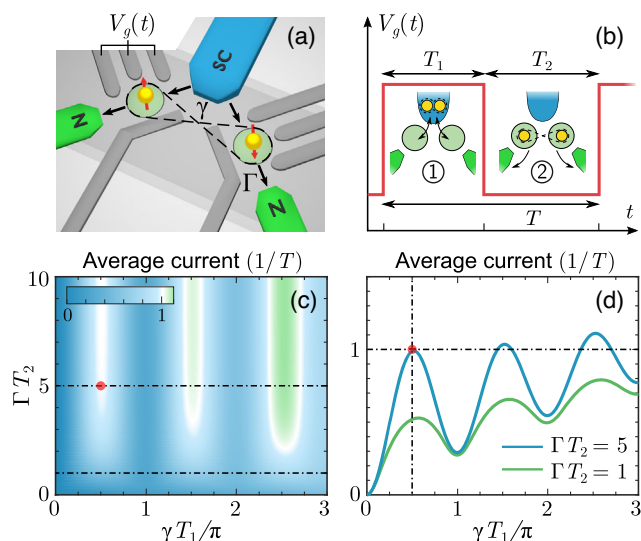 V_g(t)
(a)
SC
N
γ
Γ
N
V_g(t)
(b)
T_1
T_2
①
②
T
t
Average current (1/T)
(c)
0
1
10
5
0
ΓT_2
0
1
2
3
γT_1/π
Average current (1/T)
(d)
1
0
ΓT_2 = 5
ΓT_2 = 1
0
1
2
3
γT_1/π